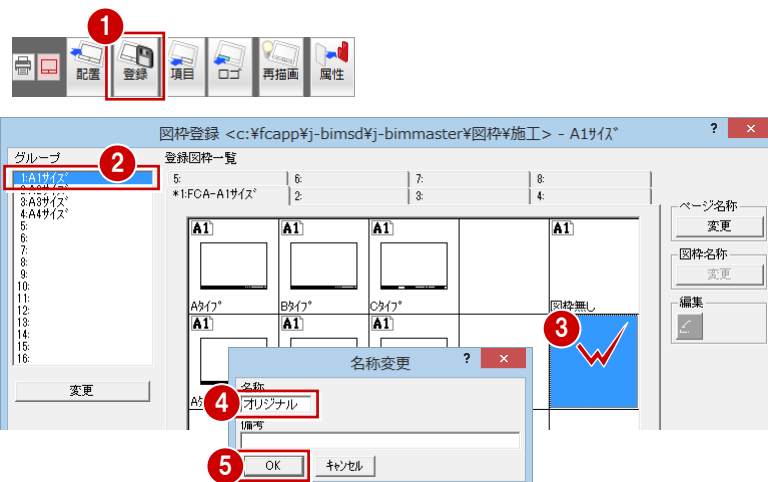 1
配置
登録
項目
ロゴ
再描画
属性
図枠登録 <c:¥fcapp¥j-bimsd¥j-bimmaster¥図枠¥施工> - A1ｻｲｽﾞ
? ×
グループ
2
登録図枠一覧
1:A1ｻｲｽﾞ
3:A3ｻｲｽﾞ
4:A4ｻｲｽﾞ
5:
6:
7:
8:
9:
10:
11:
12:
13:
14:
15:
16:
変更
5:
6:
7:
8:
*1:FCA-A1ｻｲｽﾞ
2:
3:
4:
A1
A1
A1
A1
Aﾀｲﾌﾟ
Bﾀｲﾌﾟ
Cﾀｲﾌﾟ
図枠無し
A1
A1
A1
3
ページ名称
変更
図枠名称
変更
編集
名称変更
? ×
名称
4
オリジナル
備考
5
OK
ｷｬﾝｾﾙ